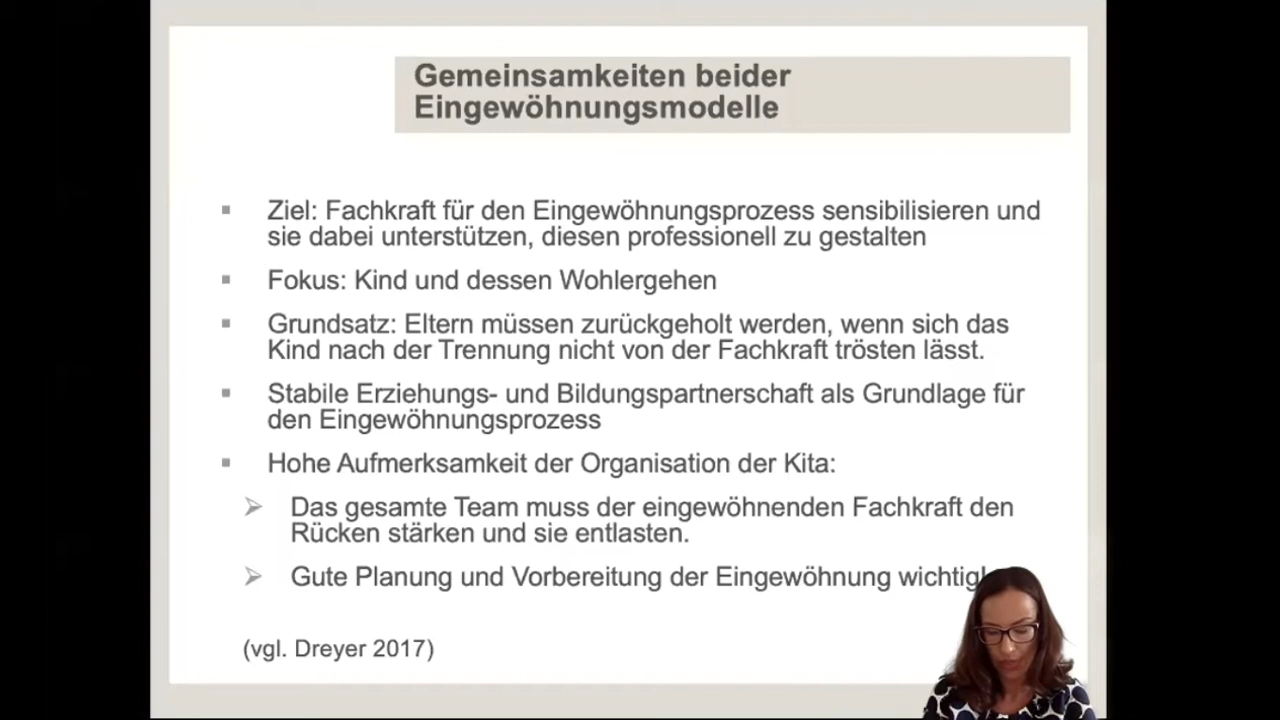 Gemeinsamkeiten beider
Eingewöhnungsmodelle
Ziel: Fachkraft für den Eingewöhnungsprozess sensibilisieren und
sie dabei unterstützen, diesen professionell zu gestalten
Fokus: Kind und dessen Wohlergehen
Grundsatz: Eltern müssen zurückgeholt werden, wenn sich das
Kind nach der Trennung nicht von der Fachkraft trösten lässt.
Stabile Erziehungs- und Bildungspartnerschaft als Grundlage für
den Eingewöhnungsprozess
Hohe Aufmerksamkeit der Organisation der Kita:
Das gesamte Team muss der eingewöhnenden Fachkraft den
Rücken stärken und sie entlasten.
Gute Planung und Vorbereitung der Eingewöhnung wichtig
(vgl. Dreyer 2017)